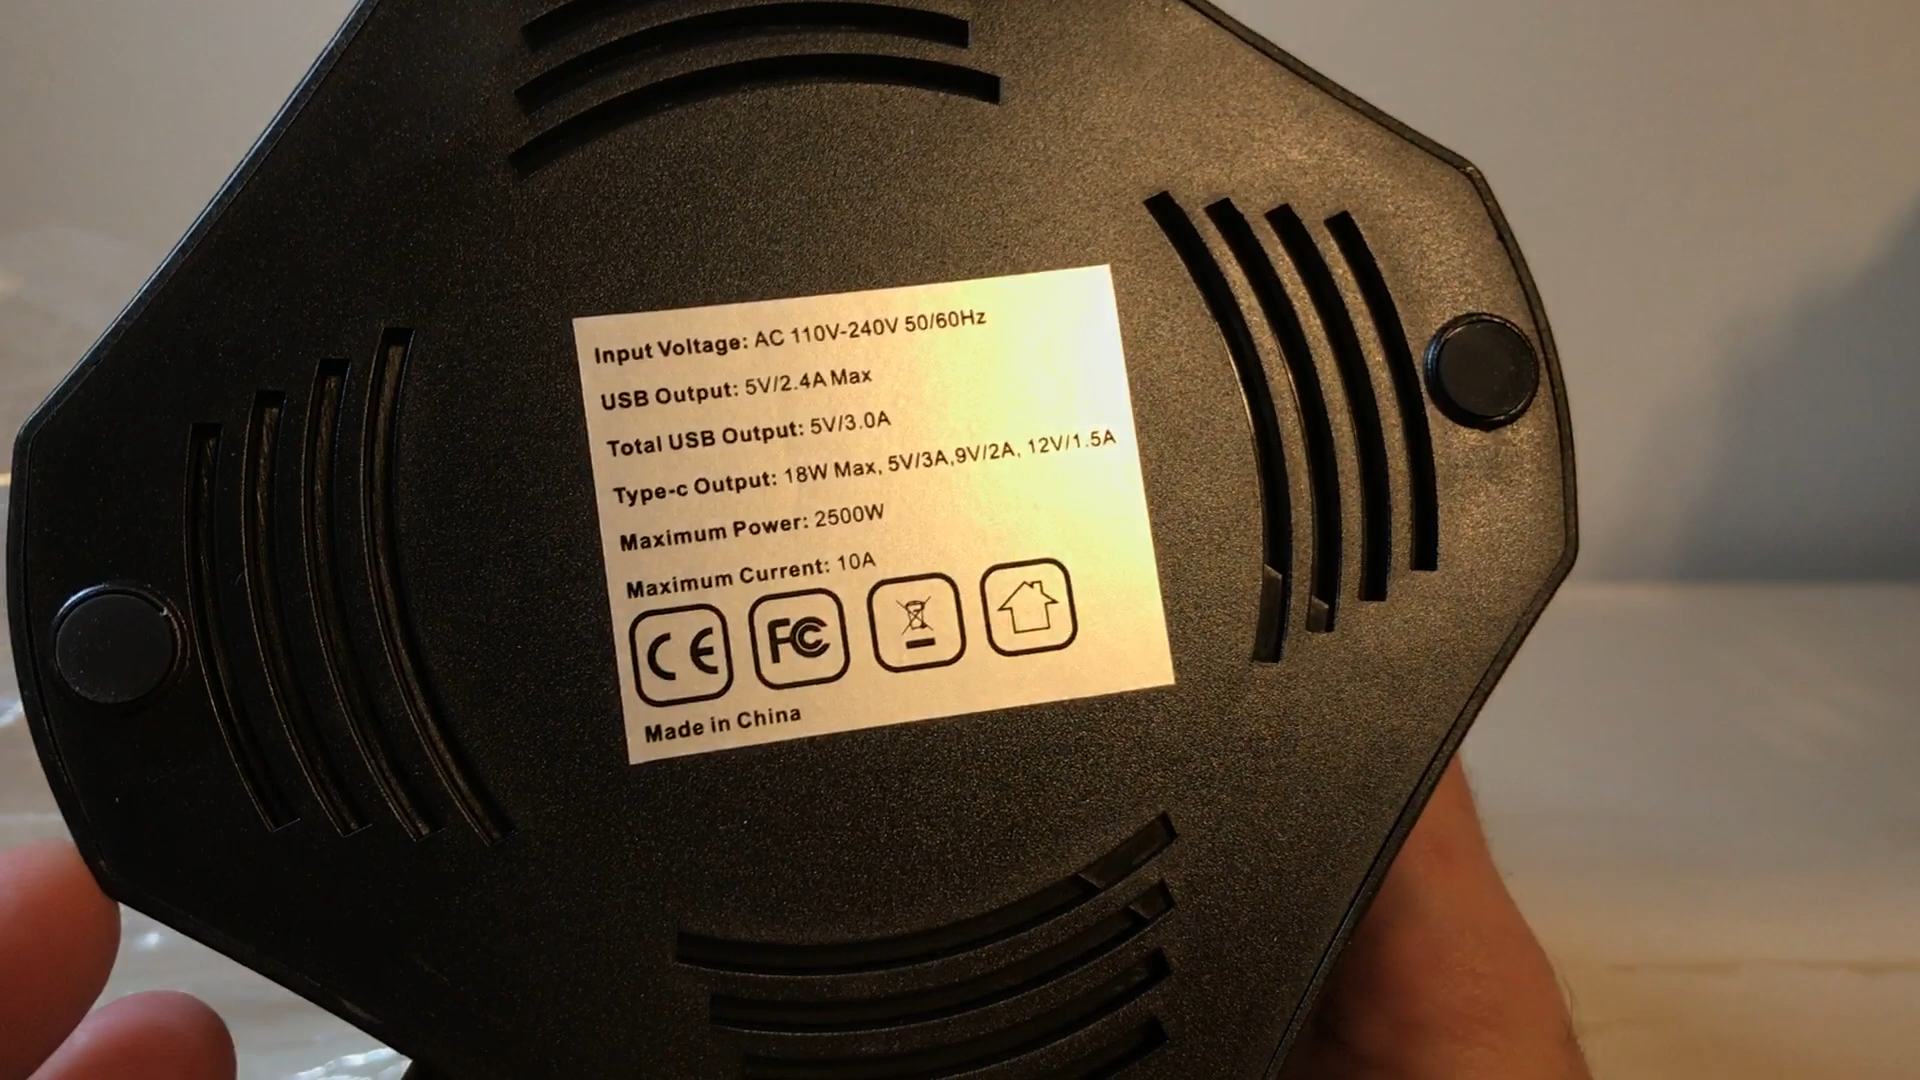 Input Voltage: AC 110V-240V 50/60Hz
USB Output: 5V/2.4A Max
Total USB Output: 5V/3.0A
Type-c Output: 18W Max, 5V/3A,9V/2A, 12V/1.5A
Maximum Power: 2500W
Maximum Current: 10A
CE FC
Made in China